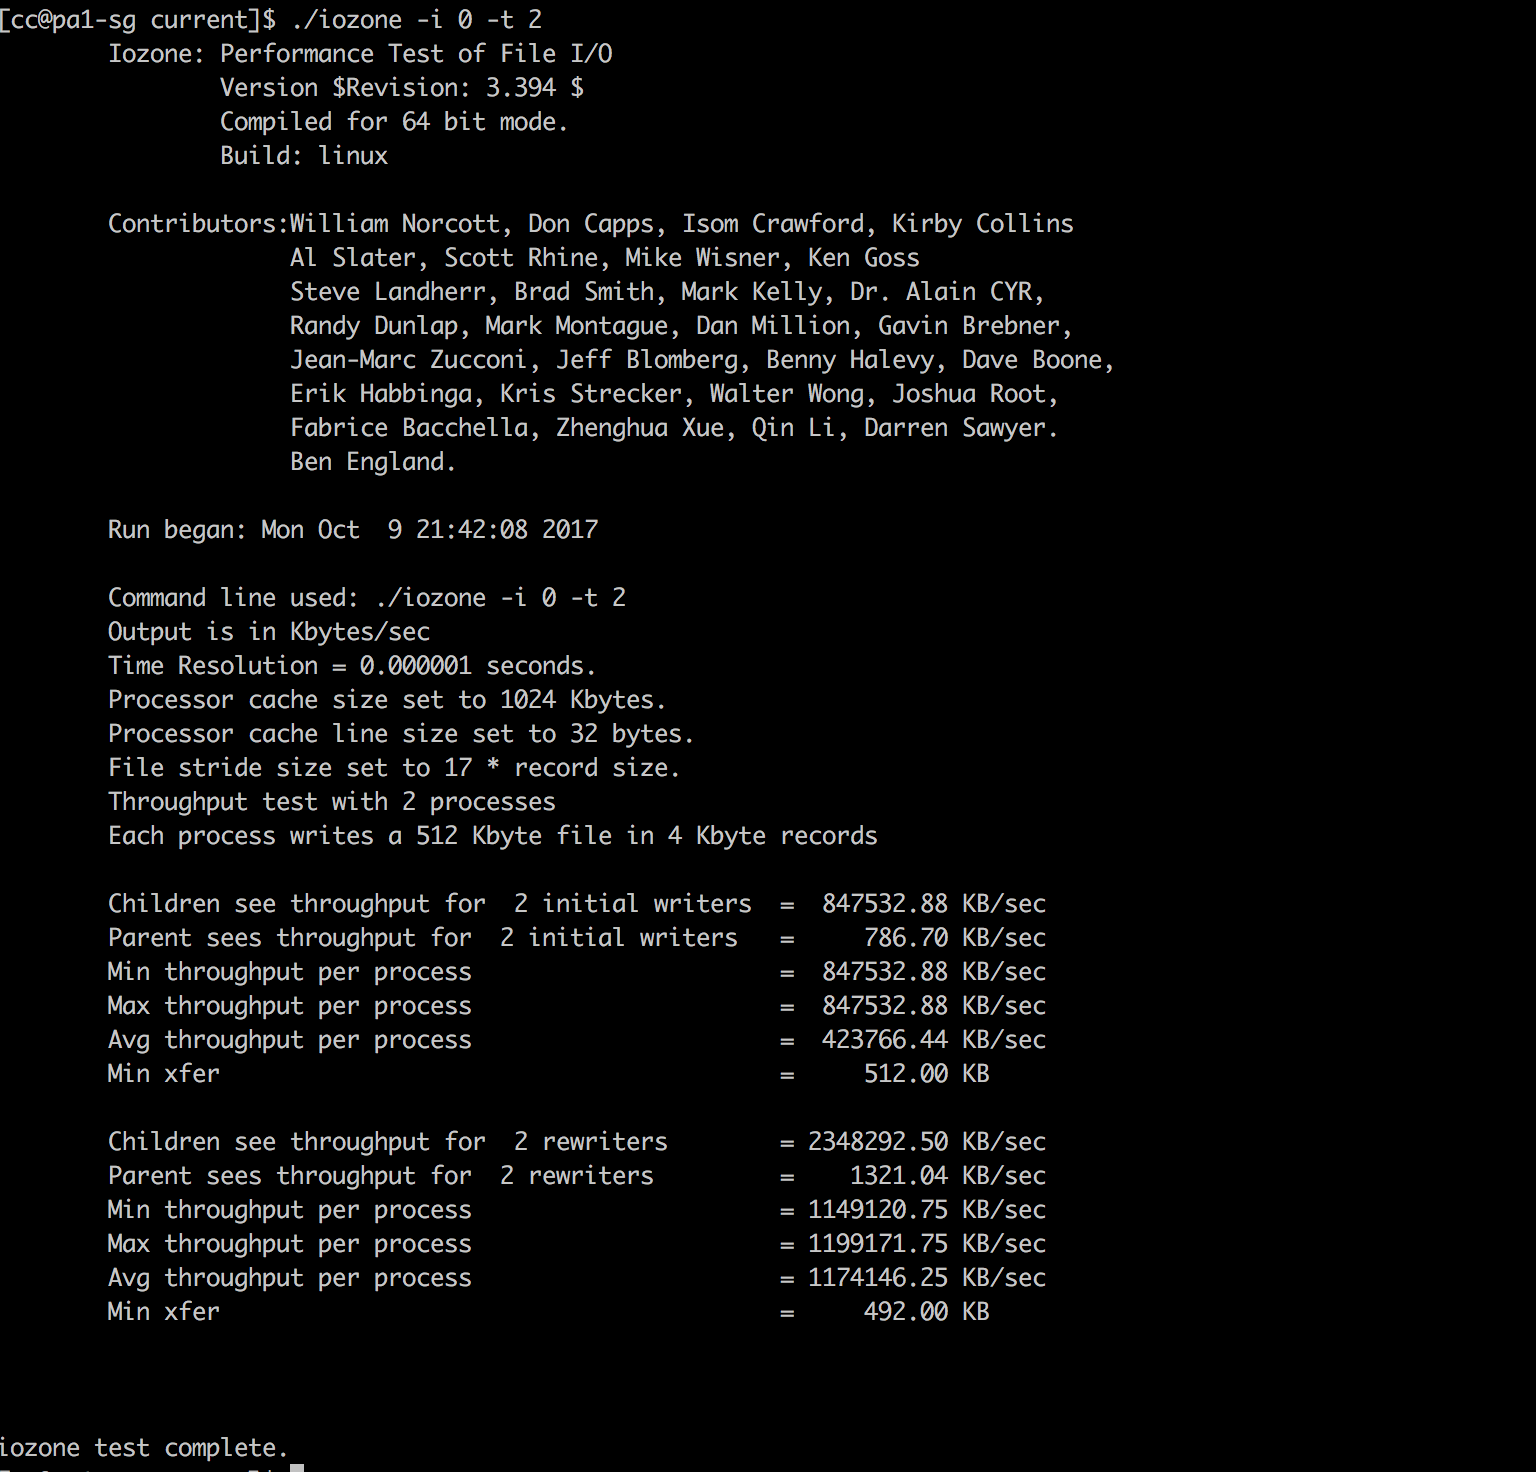 [cc@pa1-sg current]$ ./iozone -i 0 -t 2
Iozone: Performance Test of File I/O
Version $Revision: 3.394 $
Compiled for 64 bit mode.
Build: linux
Contributors:William Norcott, Don Capps, Isom Crawford, Kirby Collins
Al Slater, Scott Rhine, Mike Wisner, Ken Goss
Steve Landherr, Brad Smith, Mark Kelly, Dr. Alain CYR,
Randy Dunlap, Mark Montague, Dan Million, Gavin Brebner,
Jean-Marc Zucconi, Jeff Blomberg, Benny Halevy, Dave Boone,
Erik Habbinga, Kris Strecker, Walter Wong, Joshua Root,
Fabrice Bacchella, Zhenghua Xue, Qin Li, Darren Sawyer.
Ben England.
Run began: Mon Oct  9 21:42:08 2017
Command line used: ./iozone -i 0 -t 2
Output is in Kbytes/sec
Time Resolution = 0.000001 seconds.
Processor cache size set to 1024 Kbytes.
Processor cache line size set to 32 bytes.
File stride size set to 17 * record size.
Throughput test with 2 processes
Each process writes a 512 Kbyte file in 4 Kbyte records
Children see throughput for  2 initial writers  =  847532.88 KB/sec
Parent sees throughput for  2 initial writers   =     786.70 KB/sec
Min throughput per process                      =  847532.88 KB/sec
Max throughput per process                      =  847532.88 KB/sec
Avg throughput per process                      =  423766.44 KB/sec
Min xfer                                        =     512.00 KB
Children see throughput for  2 rewriters        = 2348292.50 KB/sec
Parent sees throughput for  2 rewriters         =    1321.04 KB/sec
Min throughput per process                      = 1149120.75 KB/sec
Max throughput per process                      = 1199171.75 KB/sec
Avg throughput per process                      = 1174146.25 KB/sec
Min xfer                                        =     492.00 KB
iozone test complete.